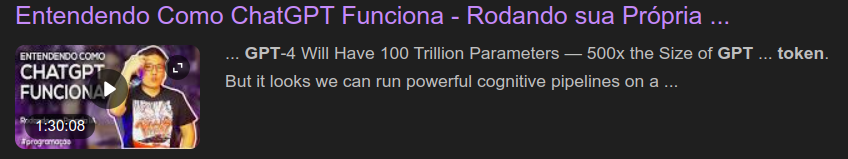 Entendendo Como ChatGPT Funciona - Rodando sua Própria ...
... GPT-4 Will Have 100 Trillion Parameters — 500x the Size of GPT ... token.
But it looks we can run powerful cognitive pipelines on a ...
ENTENDENDO COMO
CHATGPT
FUNCIONA
1:30:08
#programação